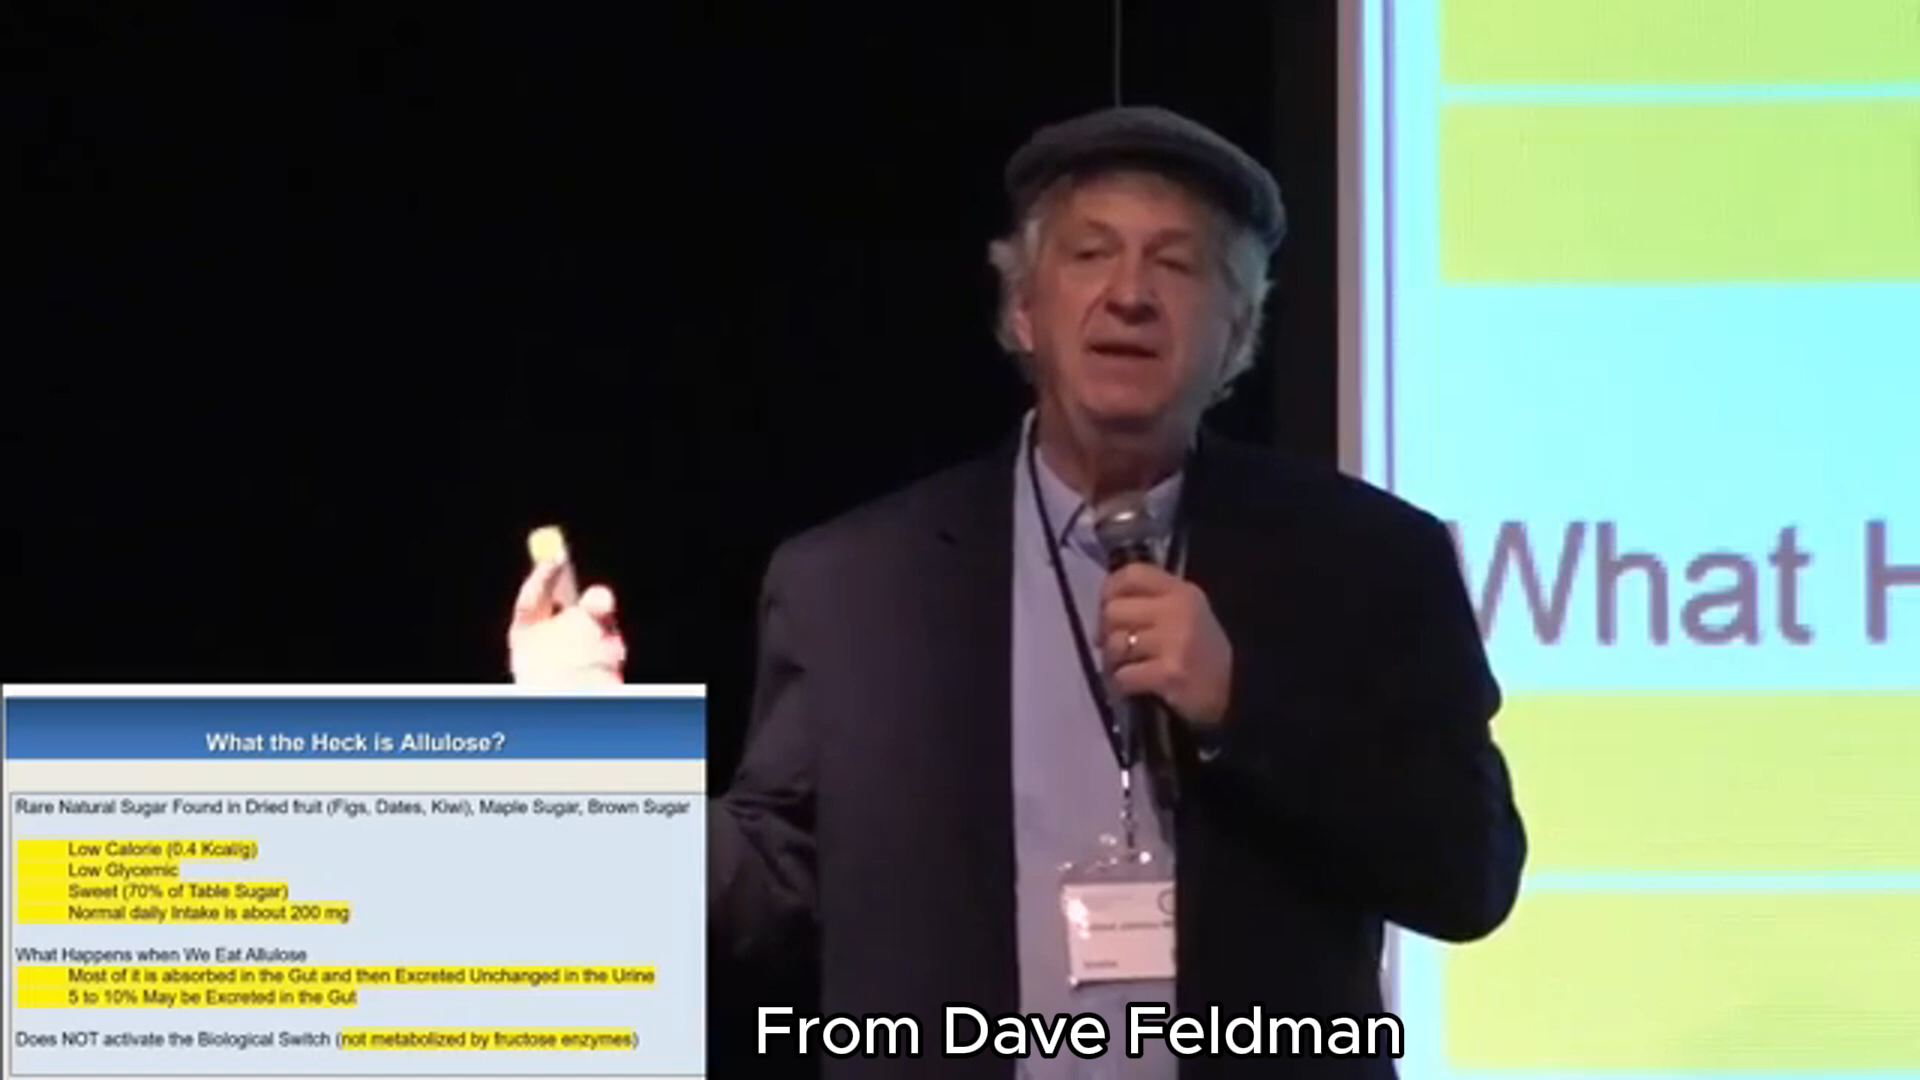 What H
What the Heck is Allulose?
Rare Natural Sugar Found in Dried fruit (Figs, Dates, Kiwi), Maple Sugar, Brown Sugar
Low Calorie (0.4 Kcal/g)
Low Glycemic
Sweet (70% of Table Sugar)
Normal daily Intake is about 200 mg
What Happens when We Eat Allulose
Most of it is absorbed in the Gut and then Excreted Unchanged in the Urine
5 to 10% May be Excreted in the Gut
Does NOT activate the Biological Switch (not metabolized by fructose enzymes)
From Dave Feldman